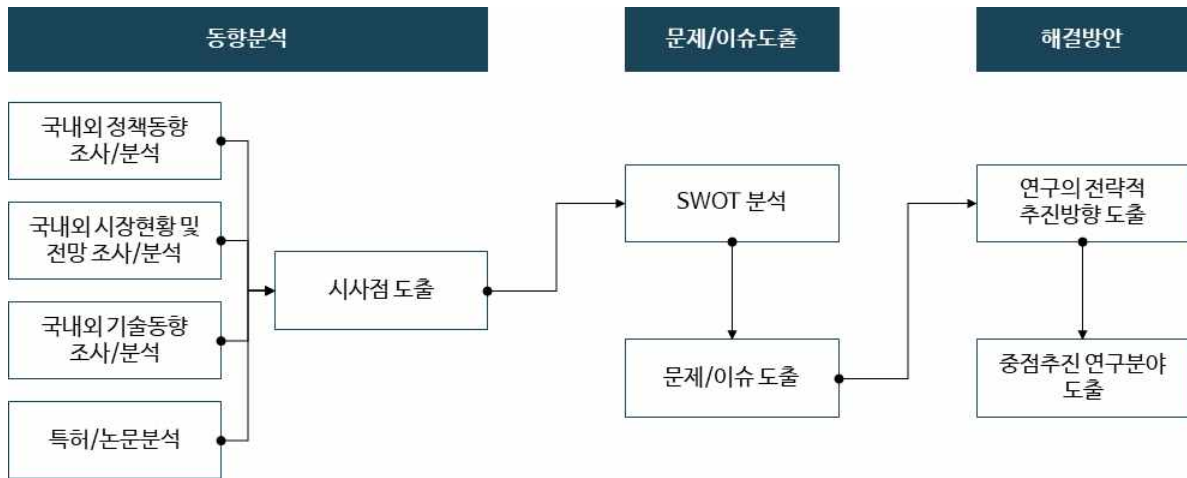 동향분석
문제/이슈도출
해결방안
국내외 정책동향
조사/분석
국내외 시장현황 및
전망 조사/분석
국내외 기술동향
조사/분석
특허/논문분석
시사점 도출
SWOT 분석
문제/이슈 도출
연구의 전략적
추진방향 도출
중점추진 연구분야
도출